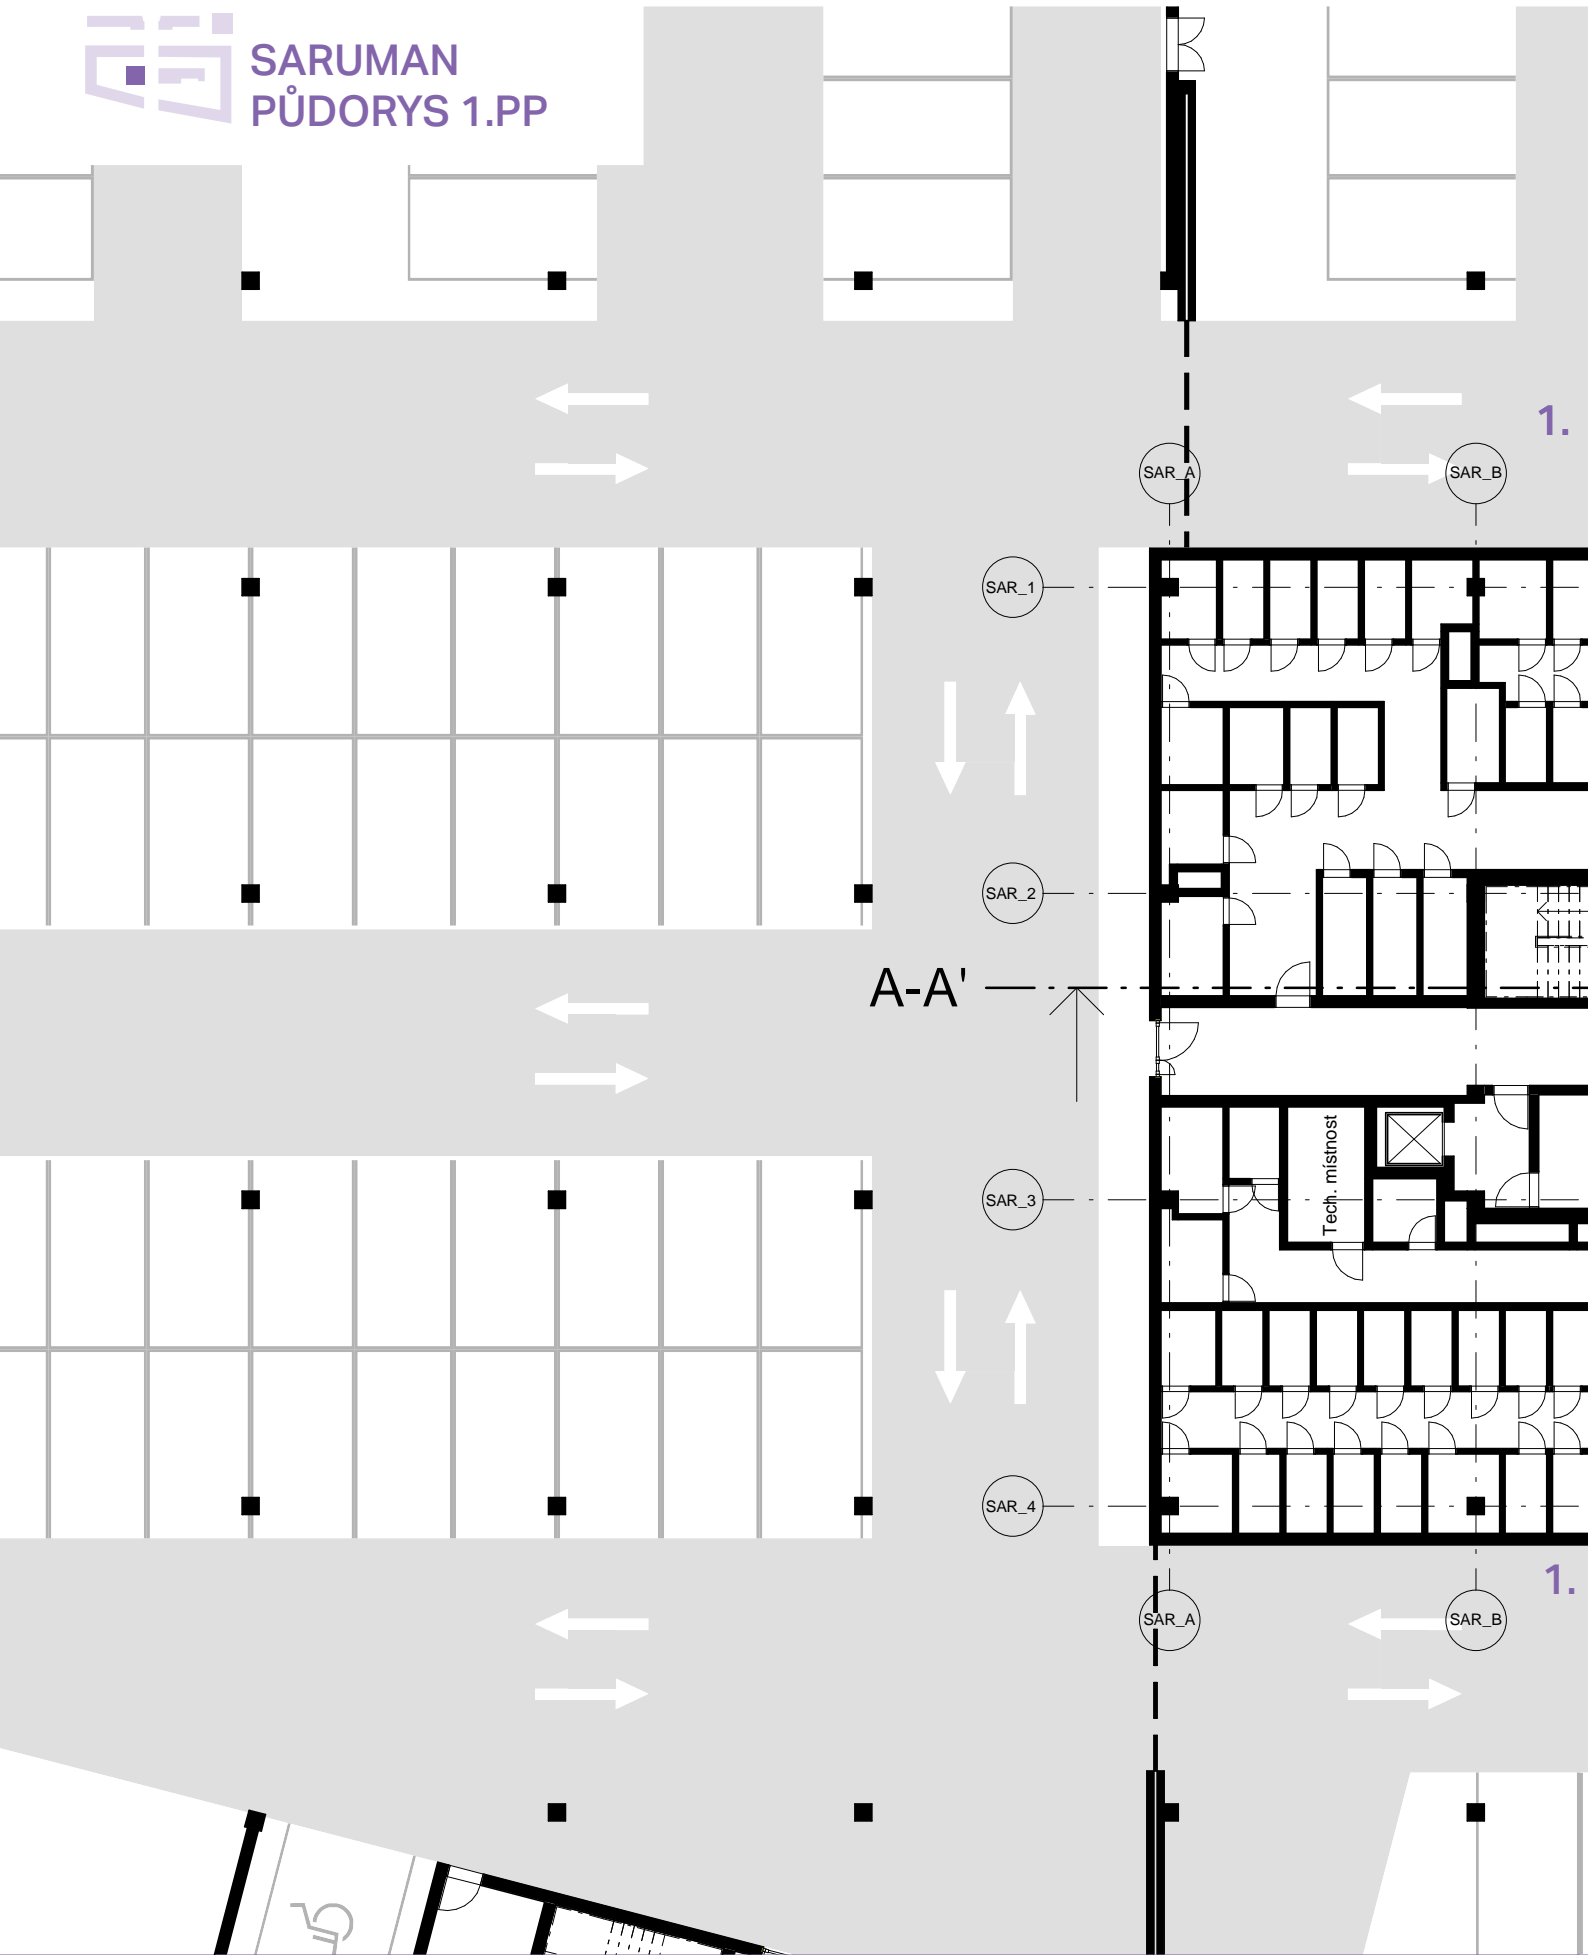 SARUMAN
PŮDORYS 1.PP
1.
SAR_A
SAR_B
SAR_1
SAR_2
A-A'
Tech. místnost
SAR_3
SAR_4
1.
SAR_A
SAR_B